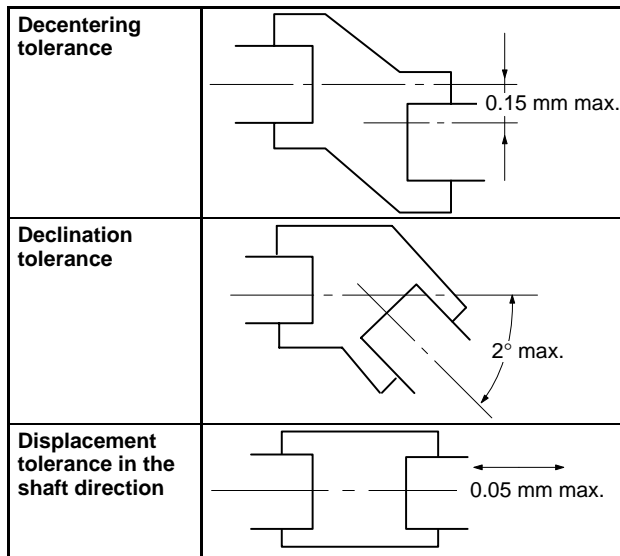 Decentering
tolerance
0.15 mm max.
Declination
tolerance
2° max.
Displacement
tolerance in the
shaft direction
0.05 mm max.